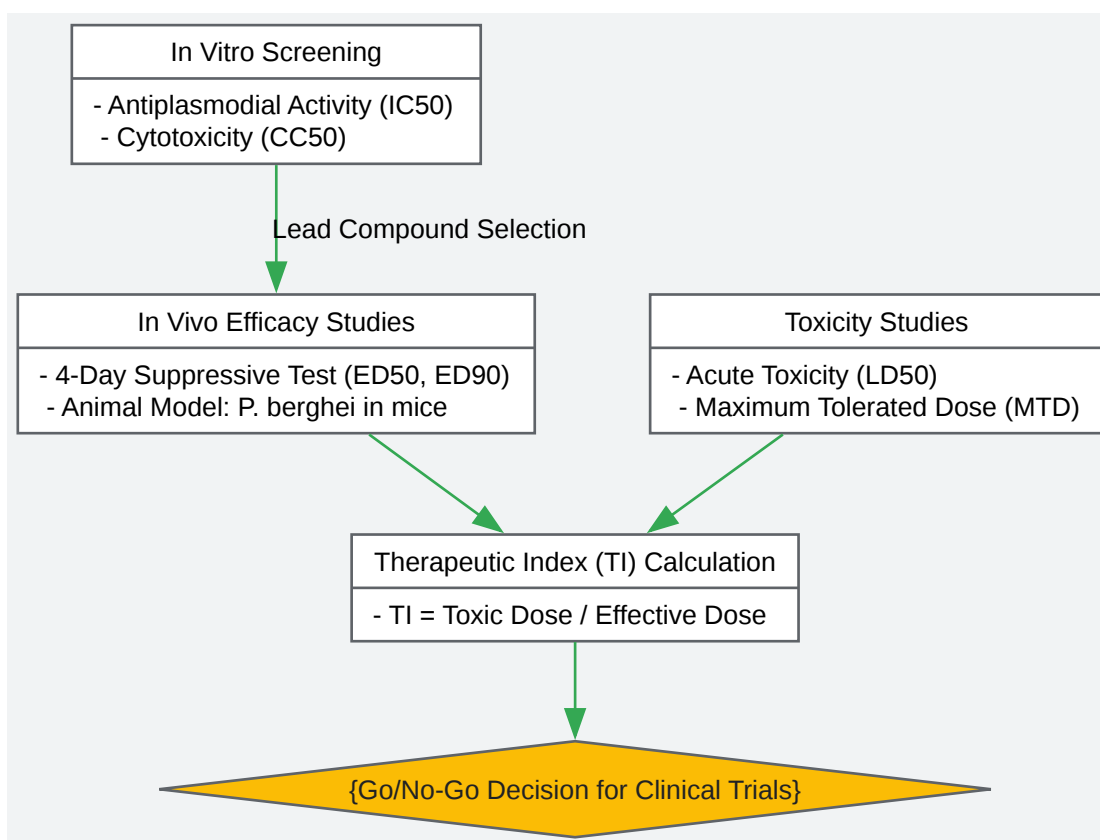 In Vitro Screening
- Antiplasmodial Activity (IC50)
- Cytotoxicity (CC50)
Lead Compound Selection
In Vivo Efficacy Studies
- 4-Day Suppressive Test (ED50, ED90)
- Animal Model: P. berghei in mice
Toxicity Studies
- Acute Toxicity (LD50)
- Maximum Tolerated Dose (MTD)
Therapeutic Index (TI) Calculation
- TI = Toxic Dose / Effective Dose
{Go/No-Go Decision for Clinical Trials}